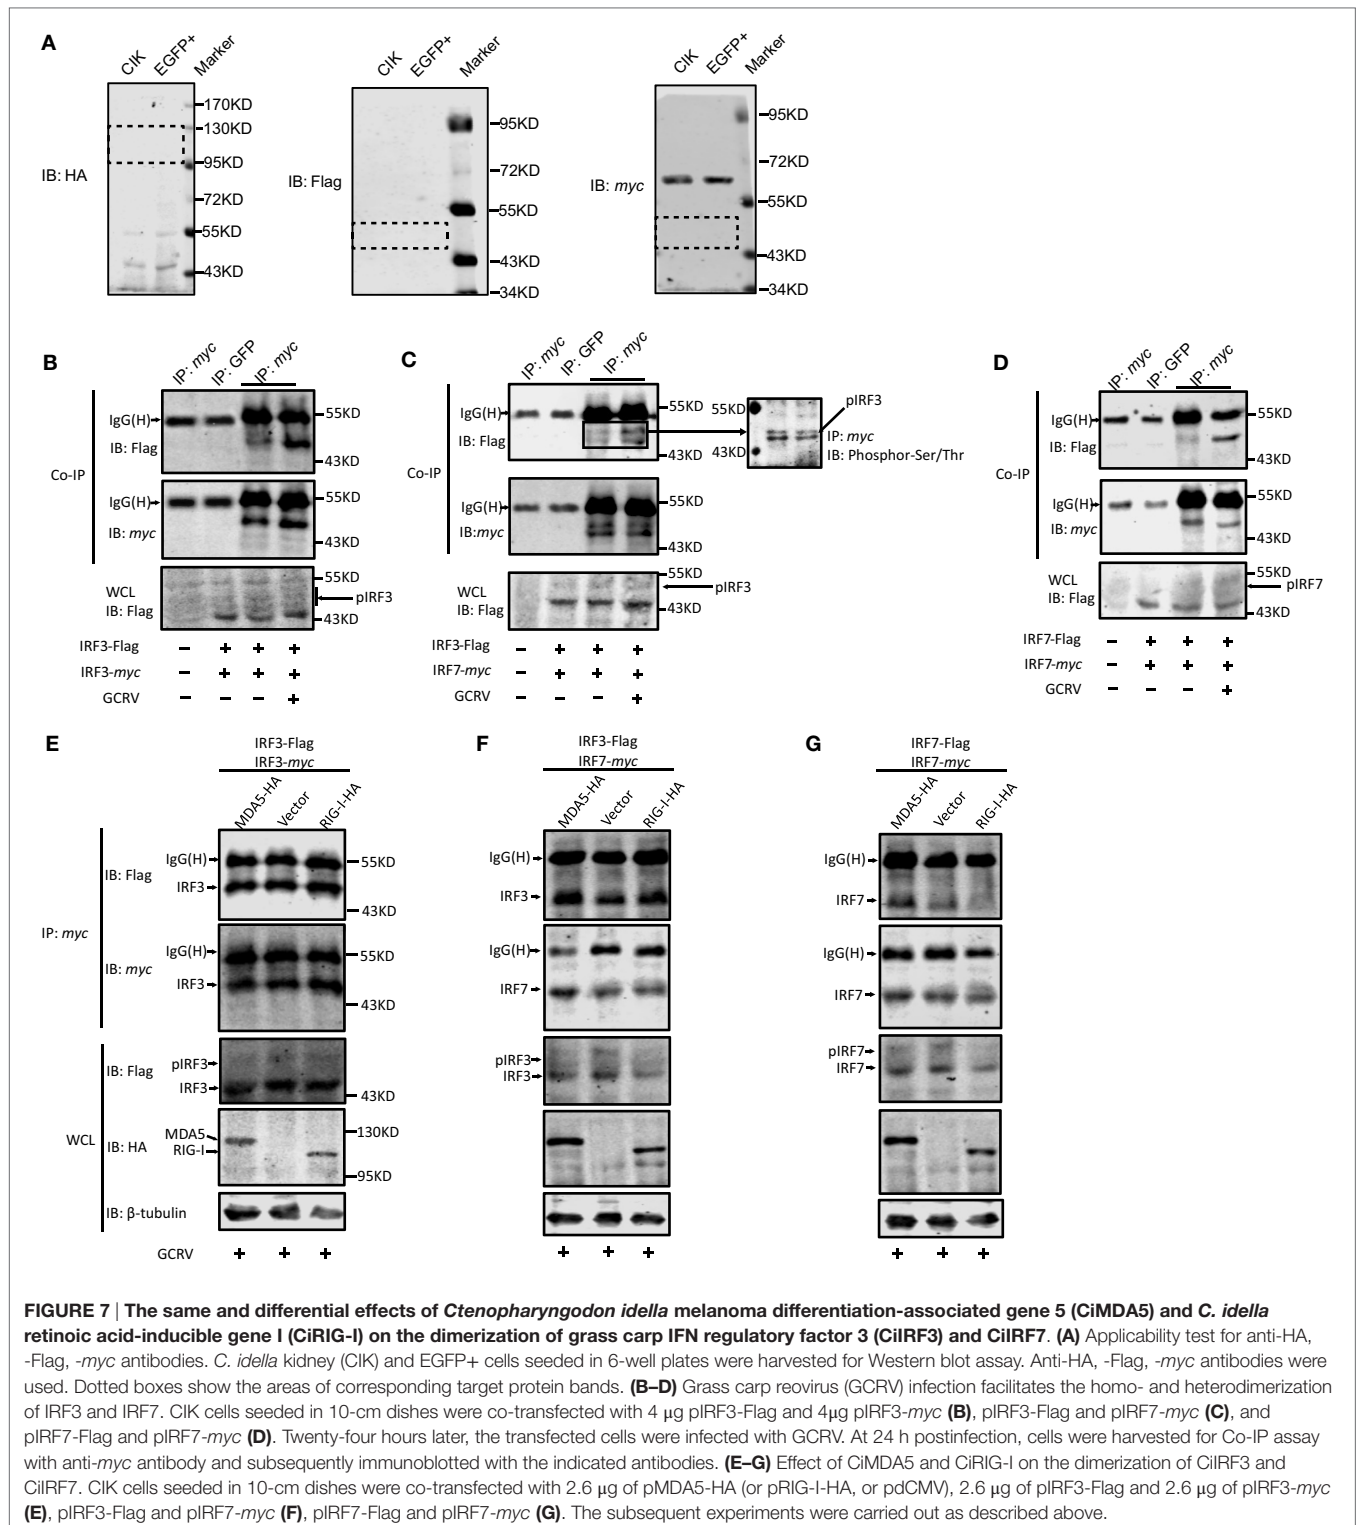 A
CIK EGFP+ Marker
IB: HA
170KD
130KD
95KD
72KD
55KD
43KD
CIK EGFP+ Marker
IB: Flag
95KD
72KD
55KD
43KD
34KD
CIK EGFP+ Marker
IB: myc
95KD
72KD
55KD
43KD
34KD
B
IP: myc IP: GFP IP: myc
Co-IP
IgG(H) 55KD
IB: Flag
43KD
IgG(H) 55KD
IB: myc
43KD
WCL 55KD
pIRF3
IB: Flag 43KD
IRF3-Flag − + + +
IRF3-myc − + + +
GCRV − − − +
C
IP: myc IP: GFP IP: myc
Co-IP
IgG(H) 55KD
IB: Flag
43KD
55KD
43KD
pIRF3
IP: myc
IB: Phosphor-Ser/Thr
IgG(H) 55KD
IB:myc
43KD
WCL 55KD
pIRF3
IB: Flag 43KD
IRF3-Flag − + + +
IRF7-myc − + + +
GCRV − − − +
D
IP: myc IP: GFP IP: myc
Co-IP
IgG(H) 55KD
IB: Flag
43KD
IgG(H) 55KD
IB: myc
43KD
WCL 55KD
pIRF7
IB: Flag 43KD
IRF7-Flag − + + +
IRF7-myc − + + +
GCRV − − − +
E
IRF3-Flag
IRF3-myc
MDA5-HA Vector RIG-I-HA
IP: myc
IgG(H) 55KD
IB: Flag
IRF3
43KD
IgG(H) 55KD
IB: myc
IRF3
43KD
WCL
IB: Flag
pIRF3
IRF3
43KD
130KD
MDA5
IB: HA
RIG-I
95KD
IB: β-tubulin
GCRV + + +
F
IRF3-Flag
IRF7-myc
MDA5-HA Vector RIG-I-HA
IgG(H)
IRF3
IgG(H)
IRF7
pIRF3
IRF3
+ + +
G
IRF7-Flag
IRF7-myc
MDA5-HA Vector RIG-I-HA
IgG(H)
IRF7
IgG(H)
IRF7
pIRF7
IRF7
+ + +
FIGURE 7 | The same and differential effects of Ctenopharyngodon idella melanoma differentiation-associated gene 5 (CiMDA5) and C. idella
retinoic acid-inducible gene I (CiRIG-I) on the dimerization of grass carp IFN regulatory factor 3 (CiIRF3) and CiIRF7. (A) Applicability test for anti-HA,
-Flag, -myc antibodies. C. idella kidney (CIK) and EGFP+ cells seeded in 6-well plates were harvested for Western blot assay. Anti-HA, -Flag, -myc antibodies were
used. Dotted boxes show the areas of corresponding target protein bands. (B–D) Grass carp reovirus (GCRV) infection facilitates the homo- and heterodimerization
of IRF3 and IRF7. CIK cells seeded in 10-cm dishes were co-transfected with 4 μg pIRF3-Flag and 4μg pIRF3-myc (B), pIRF3-Flag and pIRF7-myc (C), and
pIRF7-Flag and pIRF7-myc (D). Twenty-four hours later, the transfected cells were infected with GCRV. At 24 h postinfection, cells were harvested for Co-IP assay
with anti-myc antibody and subsequently immunoblotted with the indicated antibodies. (E–G) Effect of CiMDA5 and CiRIG-I on the dimerization of CiIRF3 and
CiIRF7. CIK cells seeded in 10-cm dishes were co-transfected with 2.6 μg of pMDA5-HA (or pRIG-I-HA, or pdCMV), 2.6 μg of pIRF3-Flag and 2.6 μg of pIRF3-myc
(E), pIRF3-Flag and pIRF7-myc (F), pIRF7-Flag and pIRF7-myc (G). The subsequent experiments were carried out as described above.